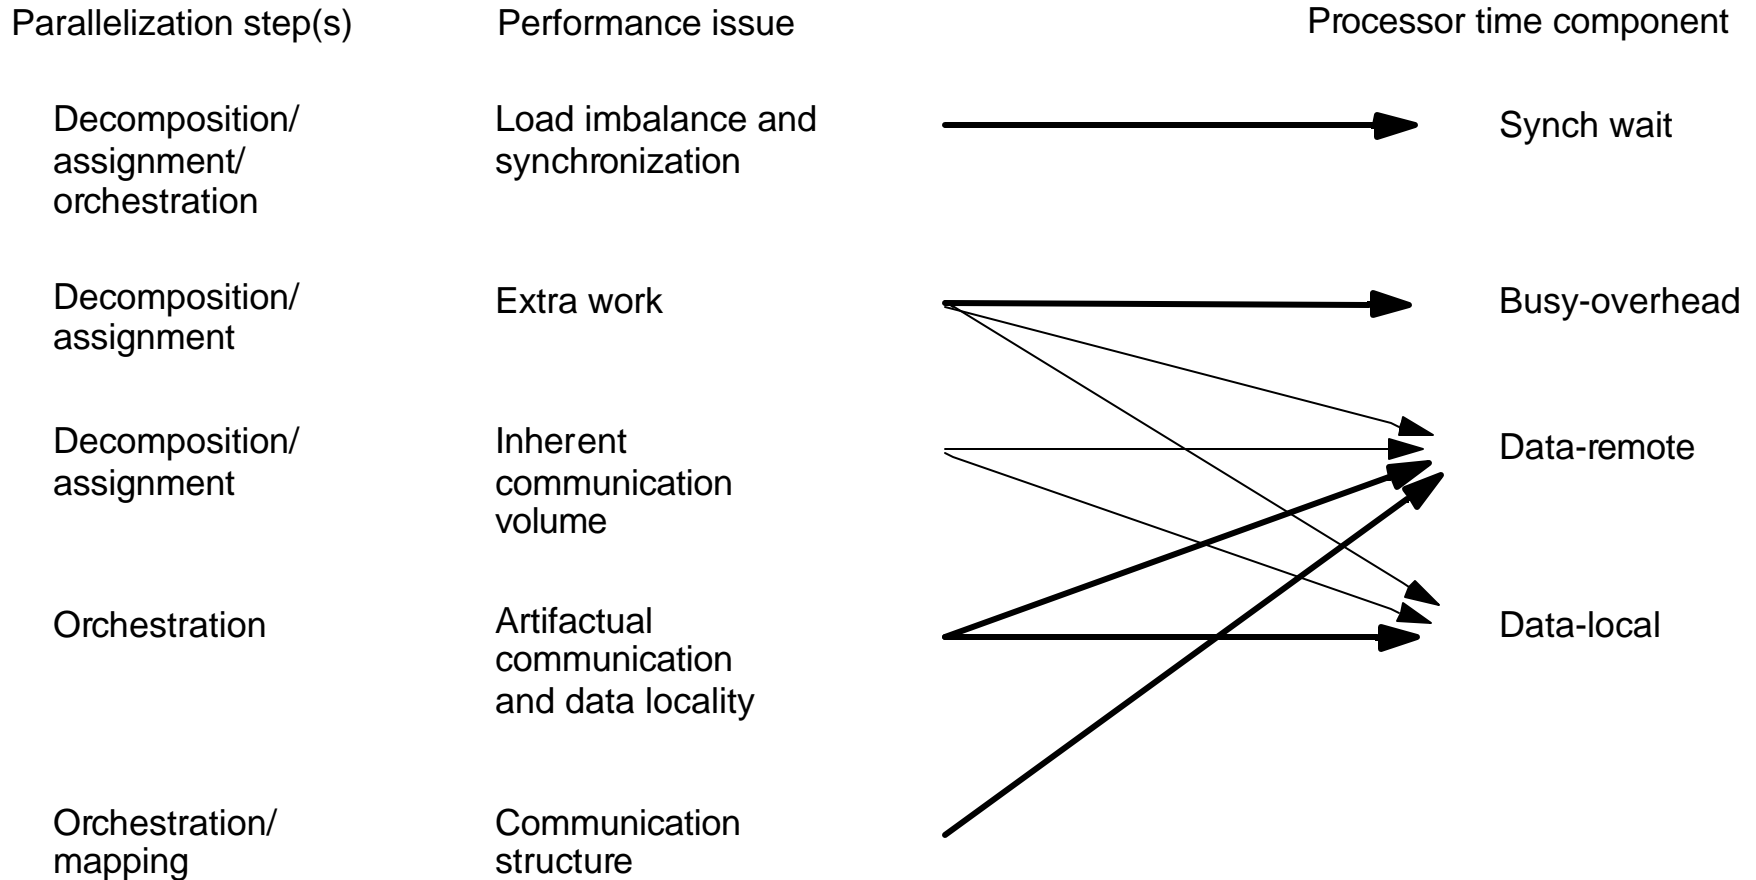 Parallelization step(s)
Performance issue
Processor time component
Decomposition/
assignment/
orchestration
Load imbalance and
synchronization
Synch wait
Decomposition/
assignment
Extra work
Busy-overhead
Decomposition/
assignment
Inherent
communication
volume
Data-remote
Orchestration
Artifactual
communication
and data locality
Data-local
Orchestration/
mapping
Communication
structure